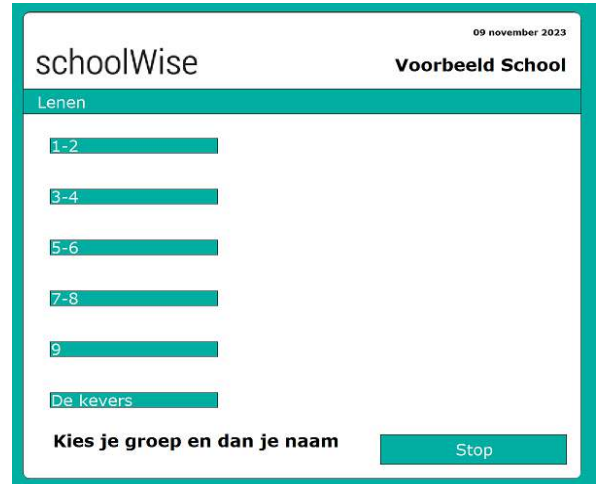 09 november 2023
schoolWise
Voorbeeld School
Lenen
1-2
3-4
5-6
7-8
9
De kevers
Kies je groep en dan je naam
Stop